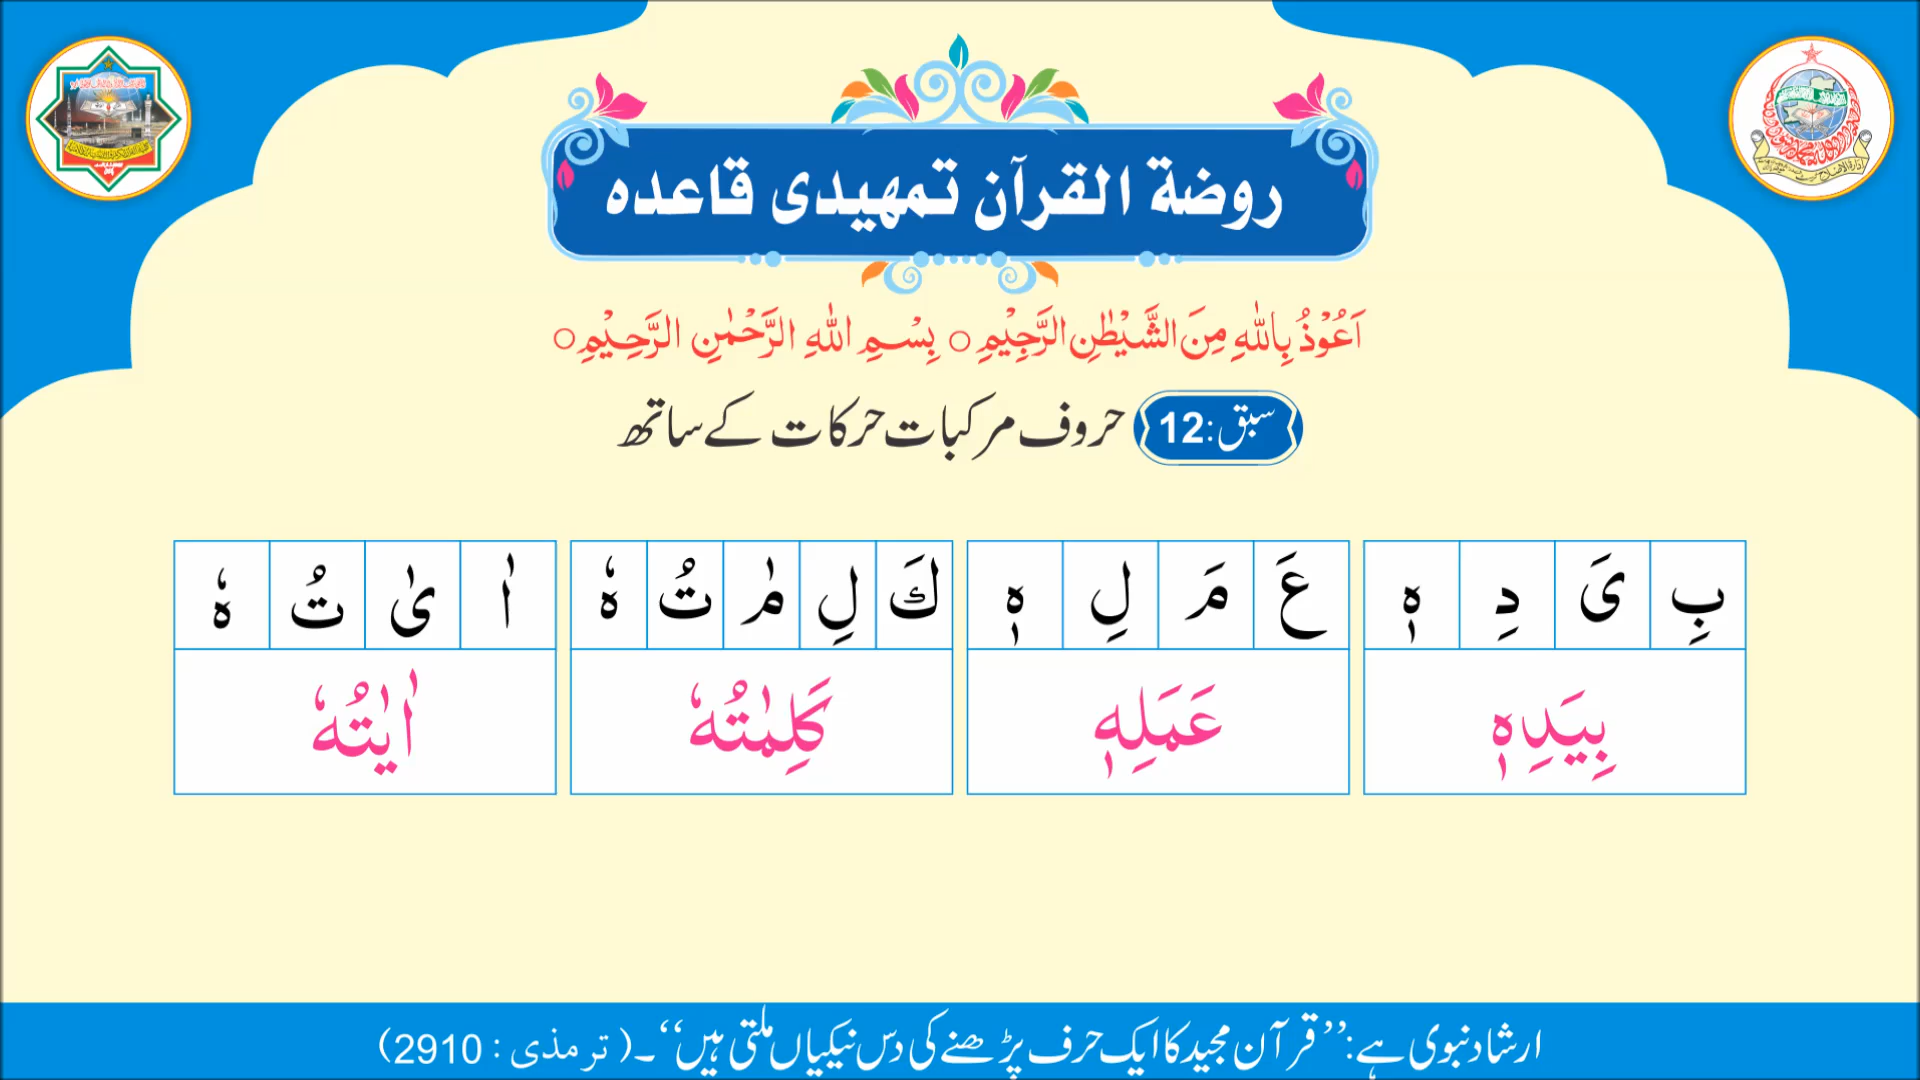 روضة القرآن تمہیدی قاعدہ
اَعُوْذُ بِاللّٰهِ مِنَ الشَّيْطٰنِ الرَّجِيْمِ ○ بِسْمِ اللّٰهِ الرَّحْمٰنِ الرَّحِيْمِ ○
سبق:12 حروف مرکبات حرکات کے ساتھ
بِ یَ دِ هٖ عَ مَ لِ هٖ كَ لِ مٰ تُ هٗ اٰ یٰ تُ هٗ
بِيَدِهٖ عَمَلِهٖ كَلِمٰتُهٗ اٰيٰتُهٗ
ارشاد نبوی ہے: ’’قرآن مجید کا ایک حرف پڑھنے کی دس نیکیاں ملتی ہیں‘‘۔ (ترمذی : 2910)